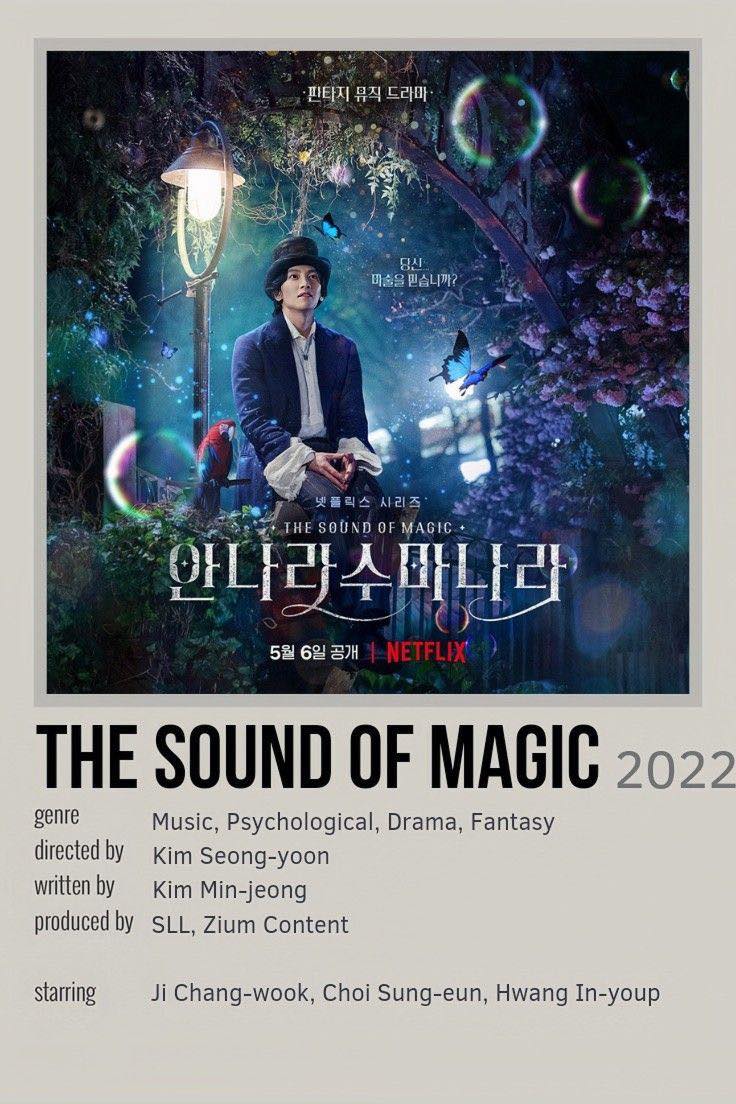 ·판타지 뮤직 드라마·
당신
마술을 믿습니까?
넷플릭스 시리즈
THE SOUND OF MAGIC
안나라수마나라
5월 6일 공개 | NETFLIX
THE SOUND OF MAGIC 2022
genre Music, Psychological, Drama, Fantasy
directed by Kim Seong-yoon
written by Kim Min-jeong
produced by SLL, Zium Content
starring Ji Chang-wook, Choi Sung-eun, Hwang In-youp